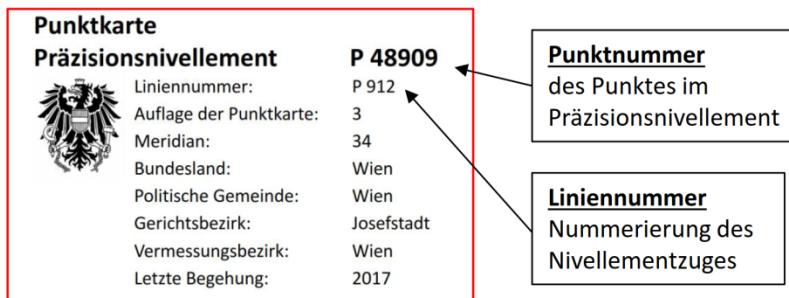 Punktkarte
Präzisionsnivellement P 48909
Liniennummer: P 912
Auflage der Punktkarte: 3
Meridian: 34
Bundesland: Wien
Politische Gemeinde: Wien
Gerichtsbezirk: Josefstadt
Vermessungsbezirk: Wien
Letzte Begehung: 2017
Punktnummer
des Punktes im
Präzisionsnivellement
Liniennummer
Nummerierung des
Nivellementzuges